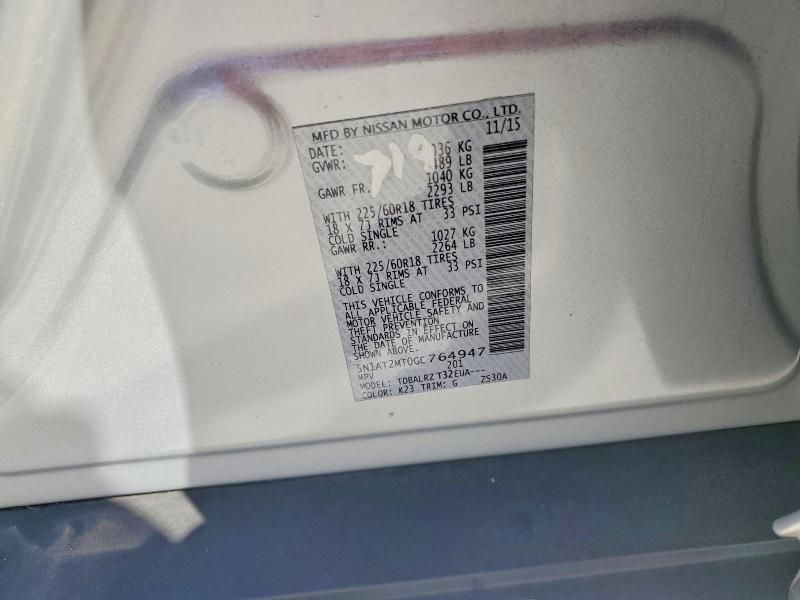 MFD BY NISSAN MOTOR CO., LTD.
DATE: 11/15
GVWR: 719 036 KG
489 LB
GAWR FR. 1040 KG
2293 LB
WITH 225/60R18 TIRES
18 X 7J RIMS AT 33 PSI
COLD SINGLE
GAWR RR.: 1027 KG
2264 LB
WITH 225/60R18 TIRES
18 X 7J RIMS AT 33 PSI
COLD SINGLE
THIS VEHICLE CONFORMS TO
ALL APPLICABLE FEDERAL
MOTOR VEHICLE SAFETY AND
THEFT PREVENTION
STANDARDS IN EFFECT ON
THE DATE OF MANUFACTURE
SHOWN ABOVE.
5N1AT2MT0GC764947
MPV 201
MODEL: TDBALRZ T32EUA---
COLOR: K23 TRIM: G ZS30A